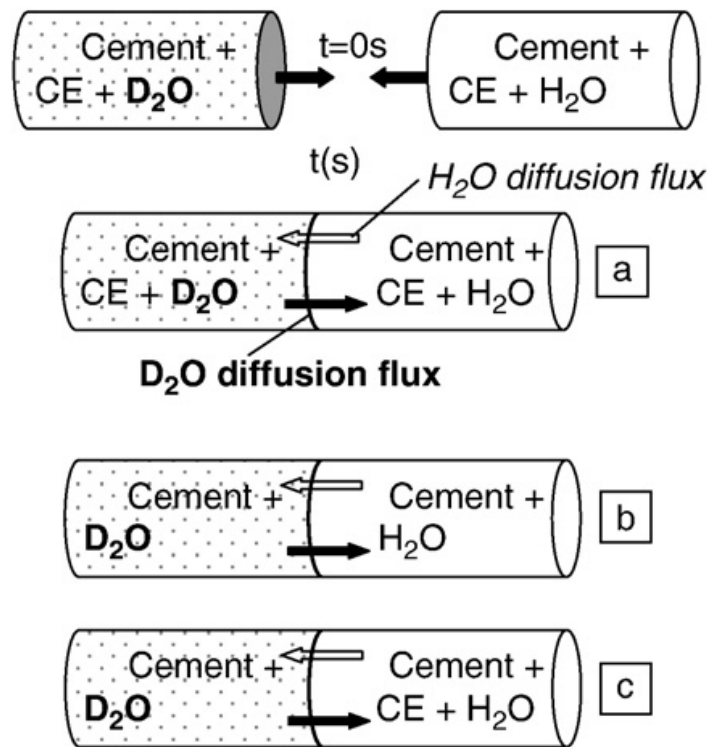 Cement + t=0s Cement +
CE + D₂O CE + H₂O
t(s) H₂O diffusion flux
Cement + Cement +
CE + D₂O CE + H₂O a
D₂O diffusion flux
Cement + Cement +
D₂O H₂O b
Cement + Cement +
D₂O CE + H₂O c